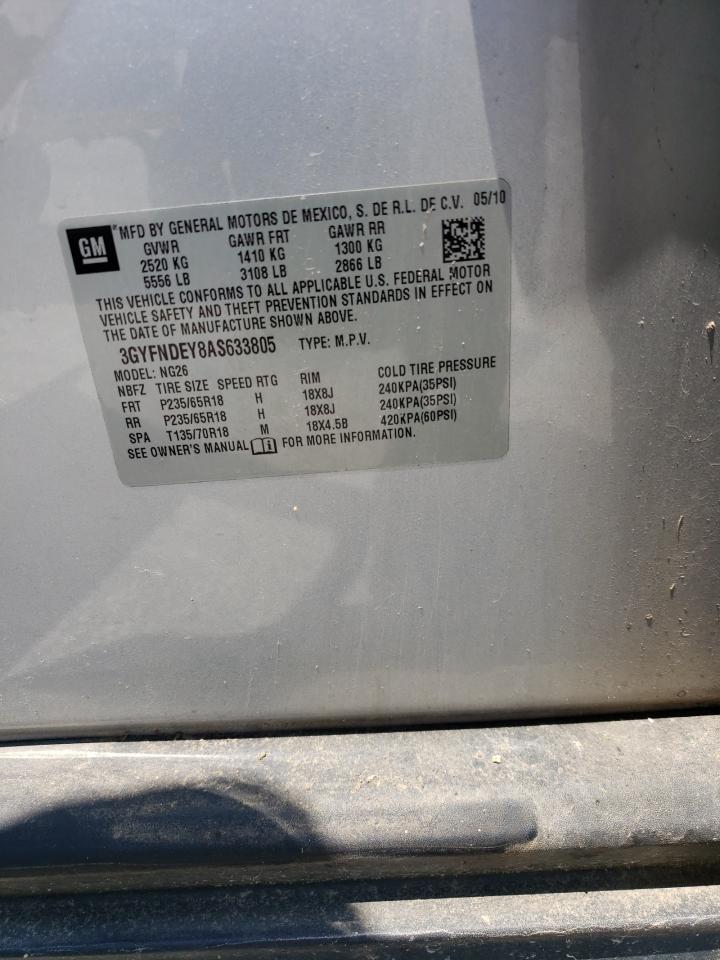 GM
*MFD BY GENERAL MOTORS DE MEXICO, S. DE R.L. DE C.V. 05/10
GVWR GAWR FRT GAWR RR
2520 KG 1410 KG 1300 KG
5556 LB 3108 LB 2866 LB
THIS VEHICLE CONFORMS TO ALL APPLICABLE U.S. FEDERAL MOTOR
VEHICLE SAFETY AND THEFT PREVENTION STANDARDS IN EFFECT ON
THE DATE OF MANUFACTURE SHOWN ABOVE.
3GYFNDEY8AS633805 TYPE: M.P.V.
MODEL: NG26
NBFZ TIRE SIZE SPEED RTG RIM COLD TIRE PRESSURE
FRT P235/65R18 H 18X8J 240KPA(35PSI)
RR P235/65R18 H 18X8J 240KPA(35PSI)
SPA T135/70R18 M 18X4.5B 420KPA(60PSI)
SEE OWNER'S MANUAL FOR MORE INFORMATION.